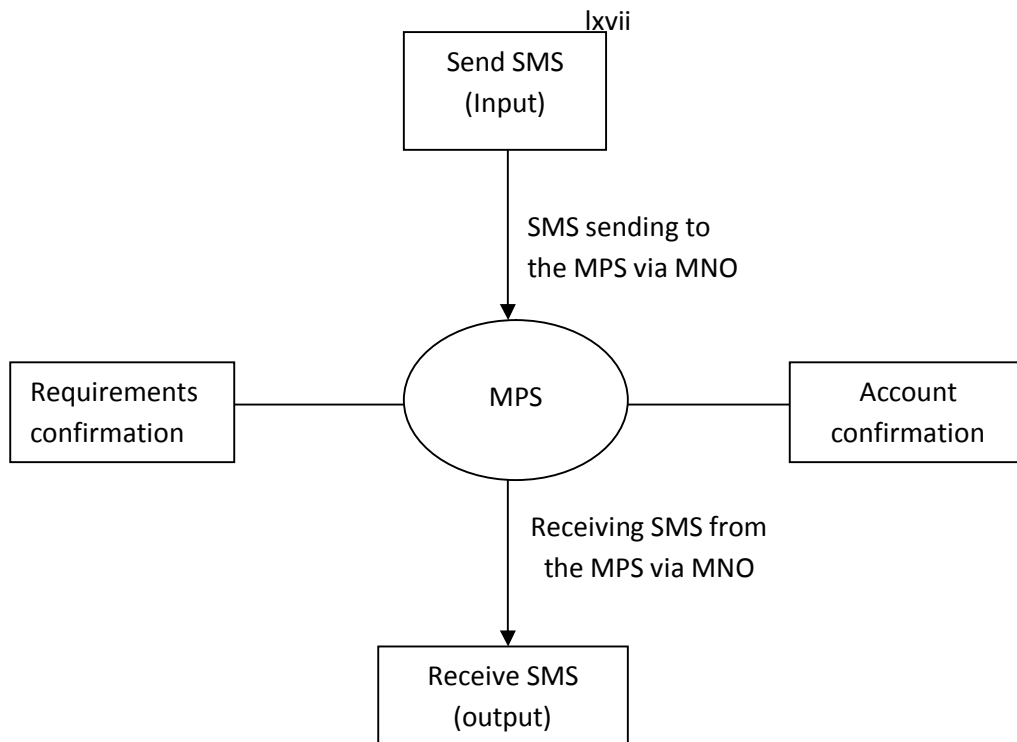 lxvii
Send SMS
(Input)
SMS sending to
the MPS via MNO
Requirements
confirmation
MPS
Account
confirmation
Receiving SMS from
the MPS via MNO
Receive SMS
(output)